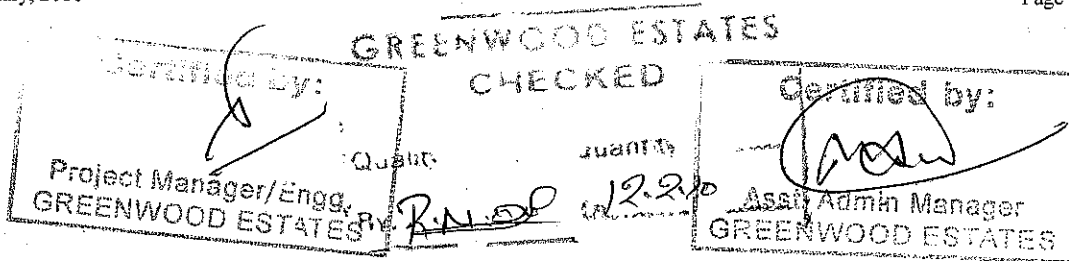 Page
GREENWOOD ESTATES
CHECKED
Certified by:
Project Manager/Engg.
GREENWOOD ESTATES
Quality
Quantity
By. R.N.
12.2.10
Certified by:
Asst. Admin Manager
GREENWOOD ESTATES